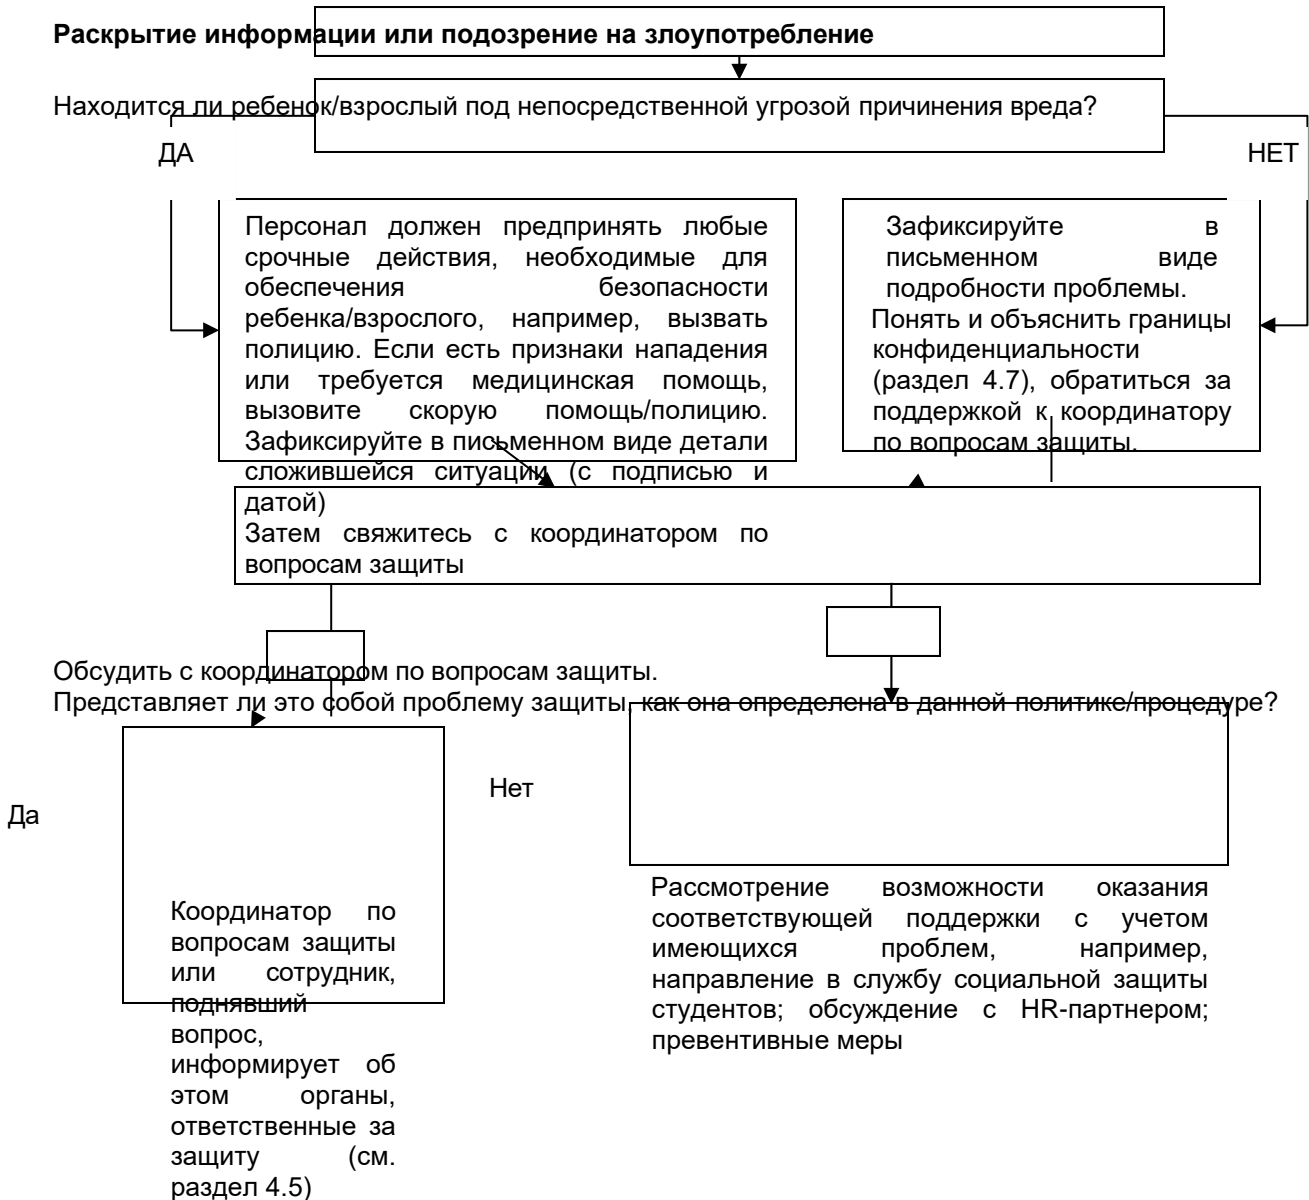 Раскрытие информации или подозрение на злоупотребление
Находится ли ребенок/взрослый под непосредственной угрозой причинения вреда?
ДА
НЕТ
Персонал должен предпринять любые
срочные действия, необходимые для
обеспечения безопасности
ребенка/взрослого, например, вызвать
полицию. Если есть признаки нападения
или требуется медицинская помощь,
вызовите скорую помощь/полицию.
Зафиксируйте в письменном виде детали
сложившейся ситуации (с подписью и
датой)
Затем свяжитесь с координатором по
вопросам защиты
Зафиксируйте в
письменном виде
подробности проблемы.
Понять и объяснить границы
конфиденциальности
(раздел 4.7), обратиться за
поддержкой к координатору
по вопросам защиты.
Обсудить с координатором по вопросам защиты.
Представляет ли это собой проблему защиты, как она определена в данной политике/процедуре?
Да
Нет
Координатор по
вопросам защиты
или сотрудник,
поднявший
вопрос,
информирует об
этом органы,
ответственные за
защиту (см.
раздел 4.5)
Рассмотрение возможности оказания
соответствующей поддержки с учетом
имеющихся проблем, например,
направление в службу социальной защиты
студентов; обсуждение с HR-партнером;
превентивные меры